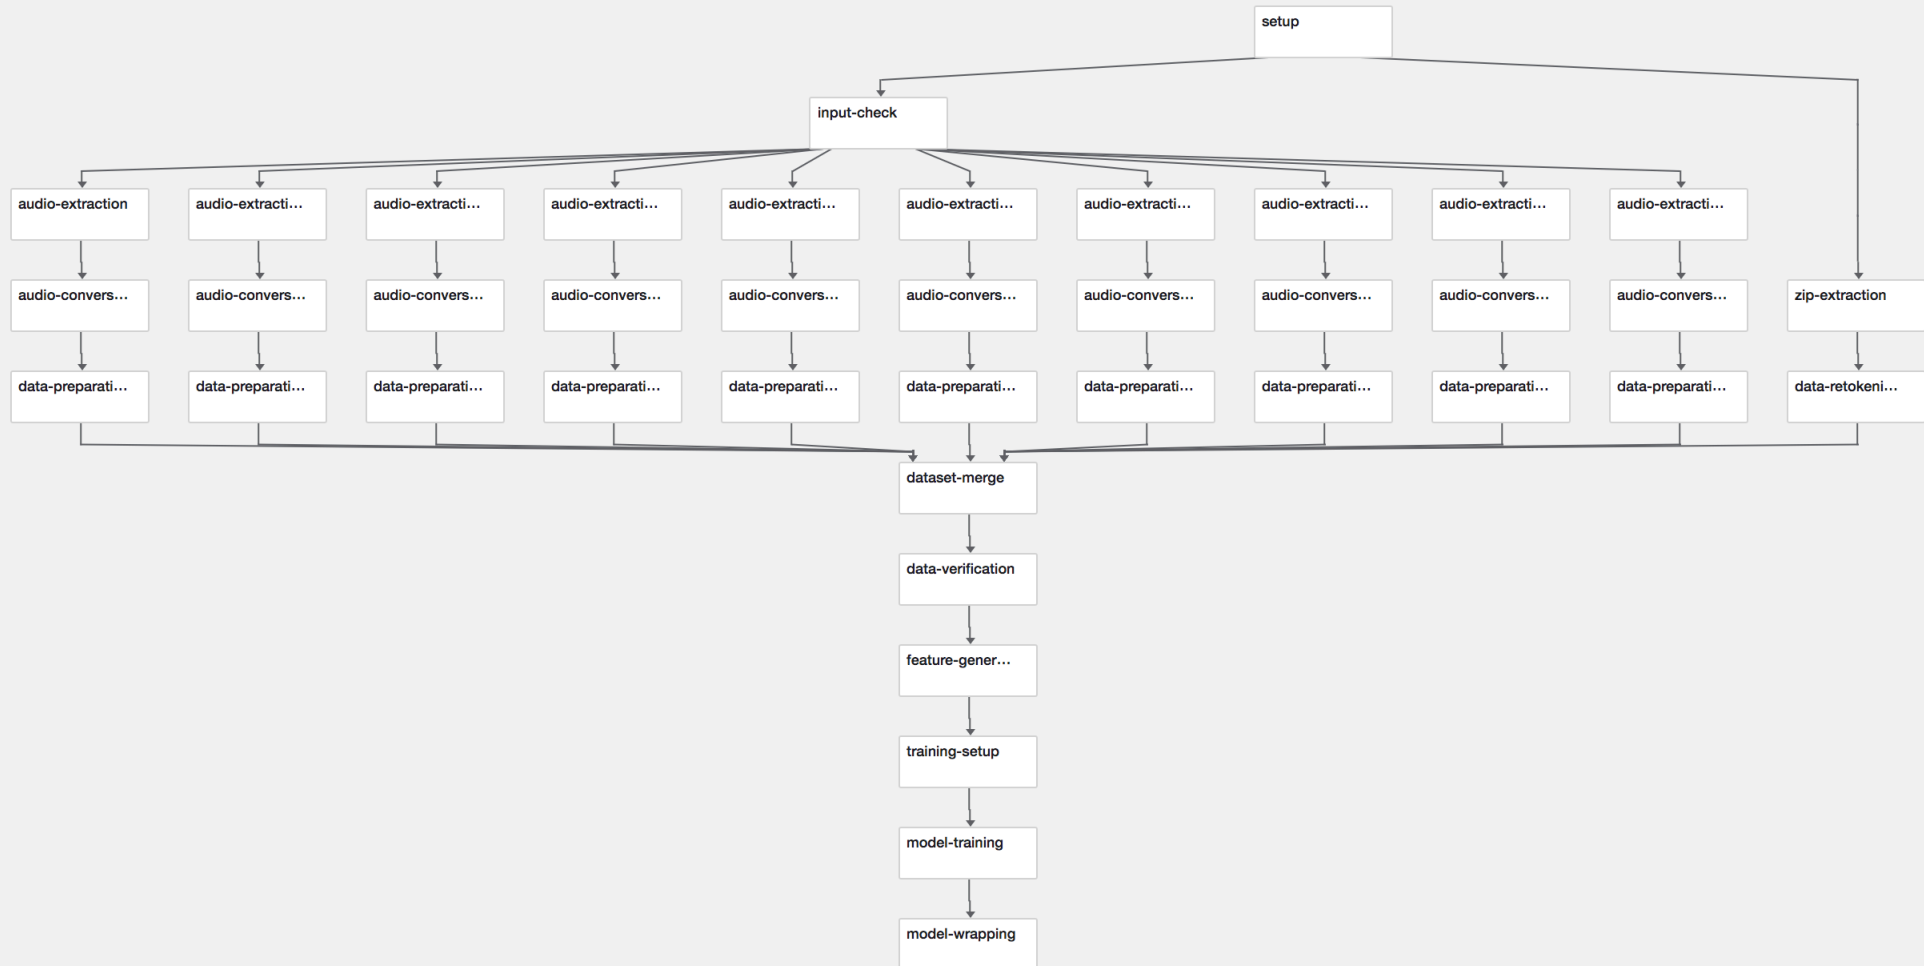 setup
input-check
audio-extraction
audio-extracti...
audio-extracti...
audio-extracti...
audio-extracti...
audio-extracti...
audio-extracti...
audio-extracti...
audio-extracti...
audio-extracti...
audio-convers...
audio-convers...
audio-convers...
audio-convers...
audio-convers...
audio-convers...
audio-convers...
audio-convers...
audio-convers...
audio-convers...
zip-extraction
data-preparati...
data-preparati...
data-preparati...
data-preparati...
data-preparati...
data-preparati...
data-preparati...
data-preparati...
data-preparati...
data-preparati...
data-retokeni...
dataset-merge
data-verification
feature-gener...
training-setup
model-training
model-wrapping